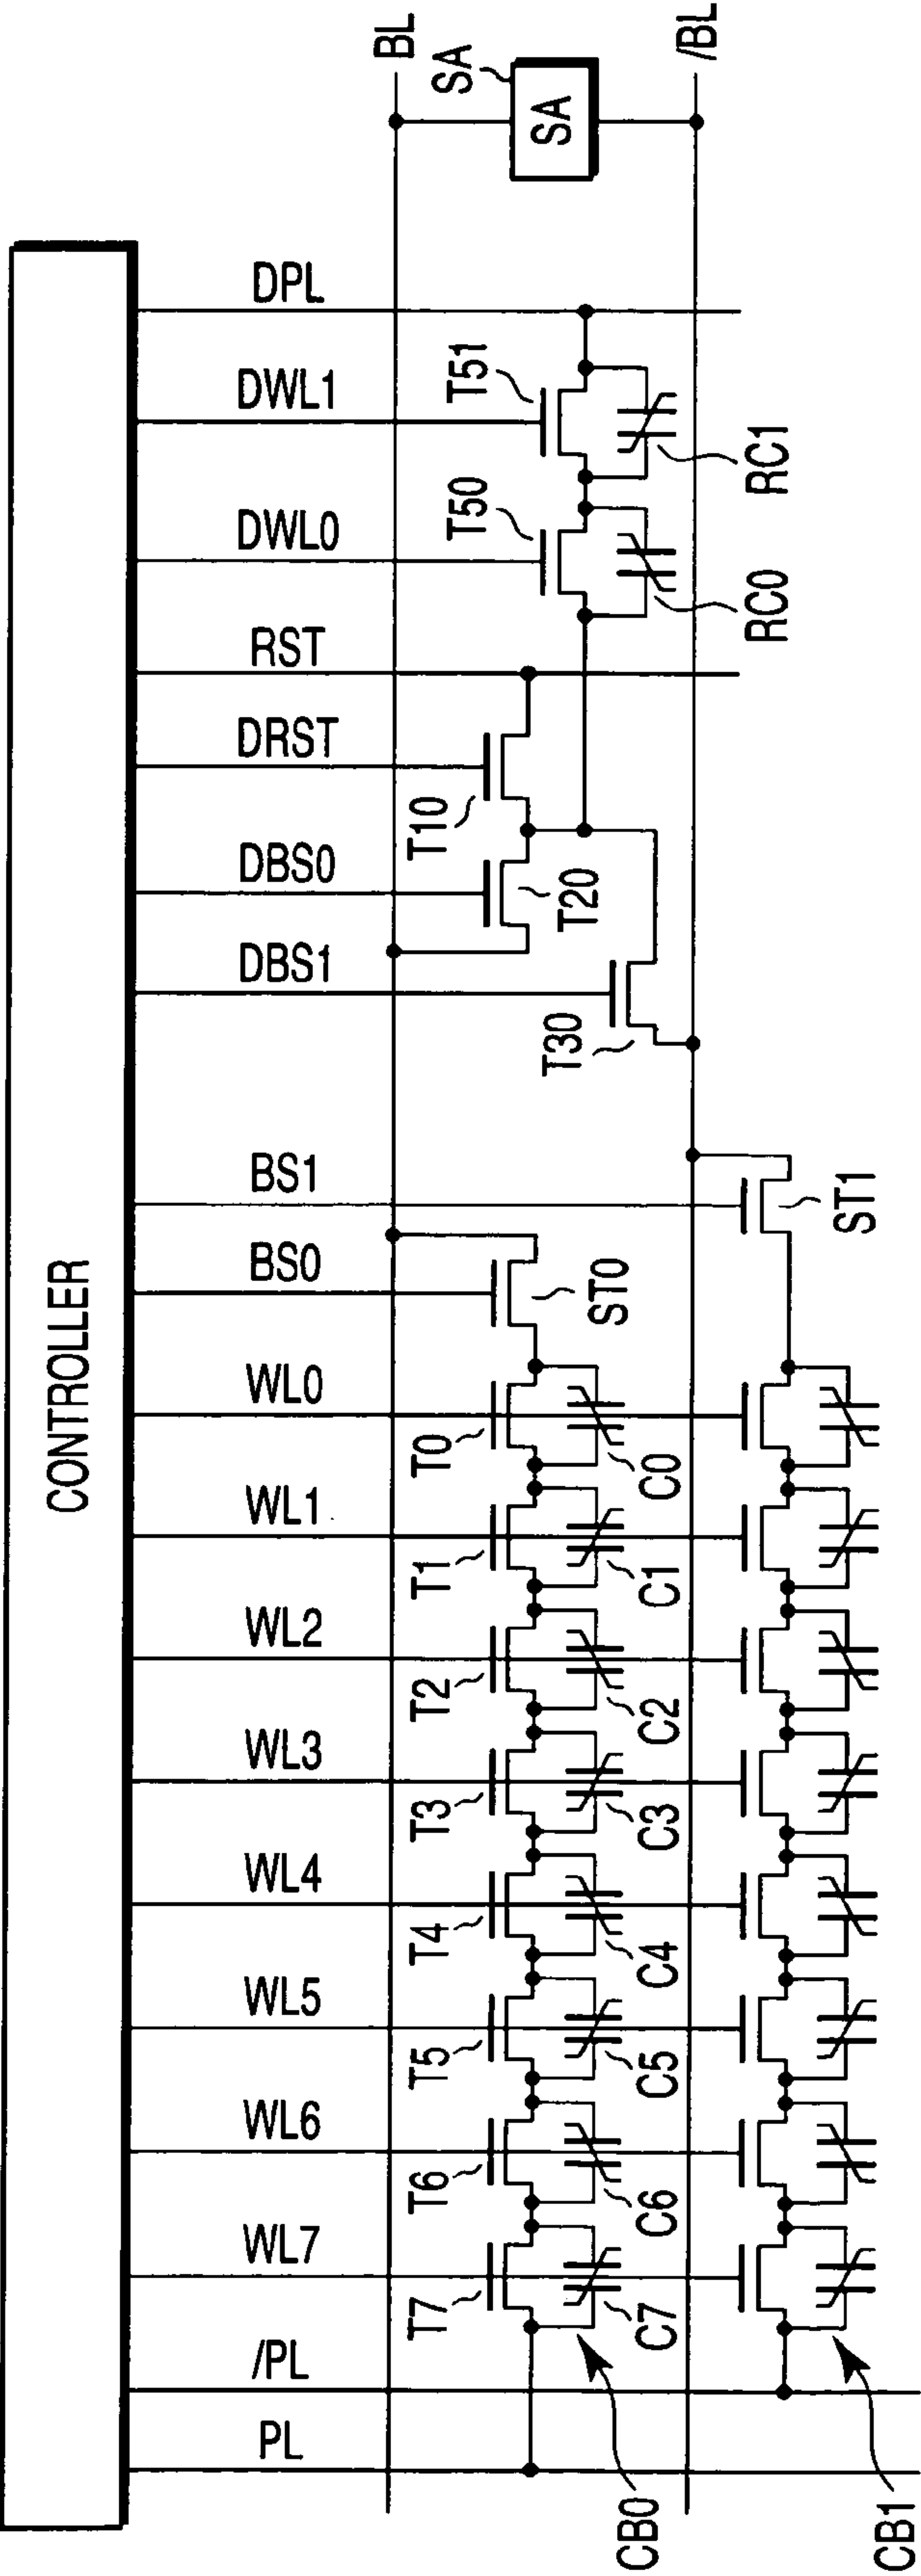 CONTROLLER
PL
/PL
WL7
WL6
WL5
WL4
WL3
WL2
WL1
WL0
BS0
BS1
DBS1
DBS0
DRST
RST
DWL0
DWL1
DPL
BL
SA
SA
/BL
T7
T6
T5
T4
T3
T2
T1
T0
ST0
T30
T20
T10
T50
T51
C7
C6
C5
C4
C3
C2
C1
C0
RC0
RC1
CB0
ST1
CB1